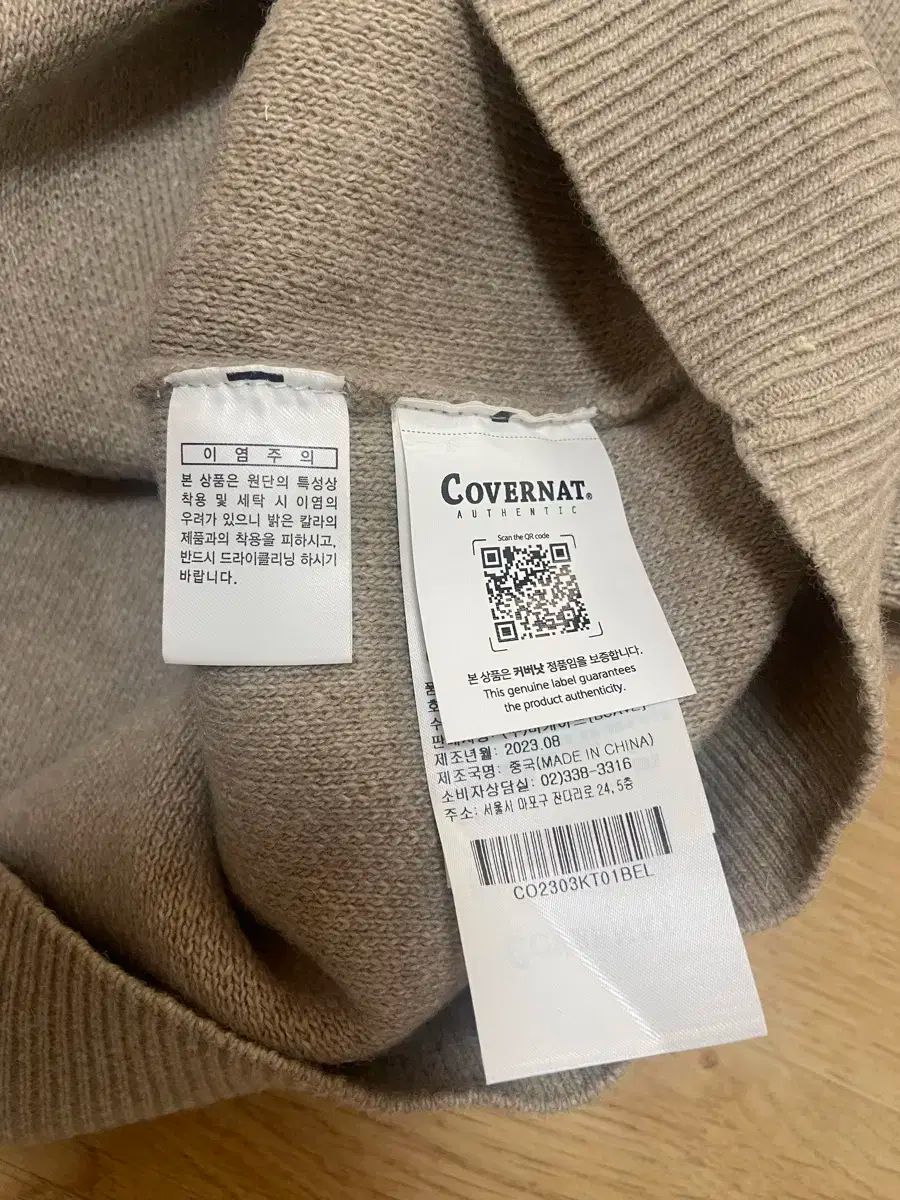 이 염 주 의
본 상품은 원단의 특성상
착용 및 세탁 시 이염의
우려가 있으니 밝은 칼라의
제품과의 착용을 피하시고,
반드시 드라이클리닝 하시기
바랍니다.
COVERNAT®
AUTHENTIC
Scan the QR code
본 상품은 커버낫 정품임을 보증합니다.
This genuine label guarantees
the product authenticity.
제조년월: 2023.08
제조국명: 중국(MADE IN CHINA)
소비자상담실: 02)338-3316
주소: 서울시 마포구 잔다리로 24, 5층
CO2303KT01BEL